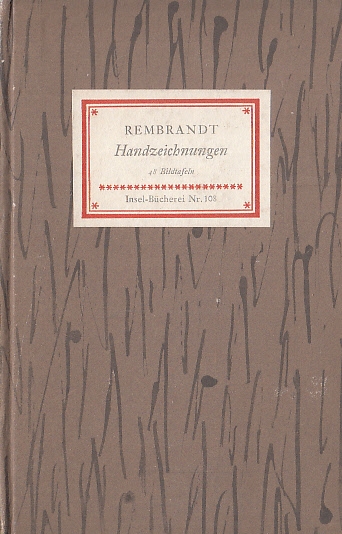 REMBRANDT
Handzeichnungen
48 Bildtafeln
Insel-Bücherei Nr. 108